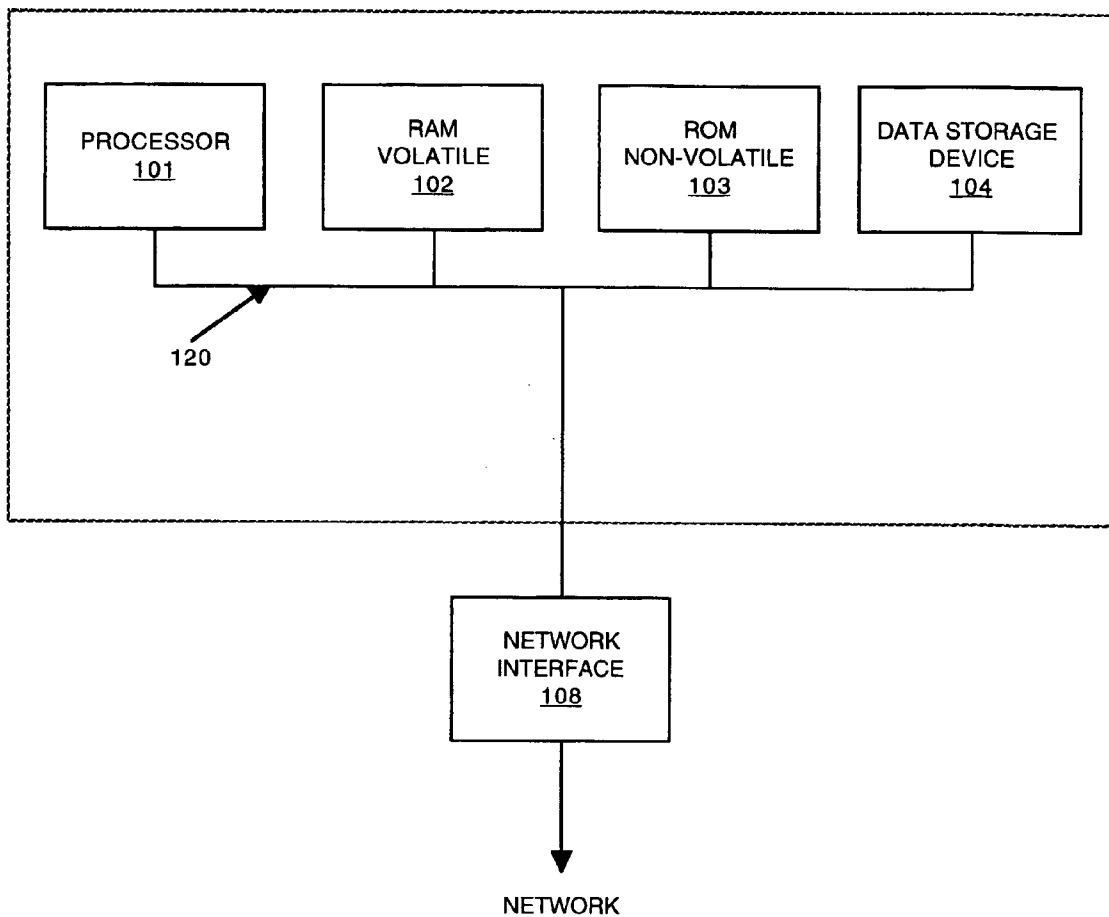 PROCESSOR
101
RAM
VOLATILE
102
ROM
NON-VOLATILE
103
DATA STORAGE
DEVICE
104
120
NETWORK
INTERFACE
108
NETWORK